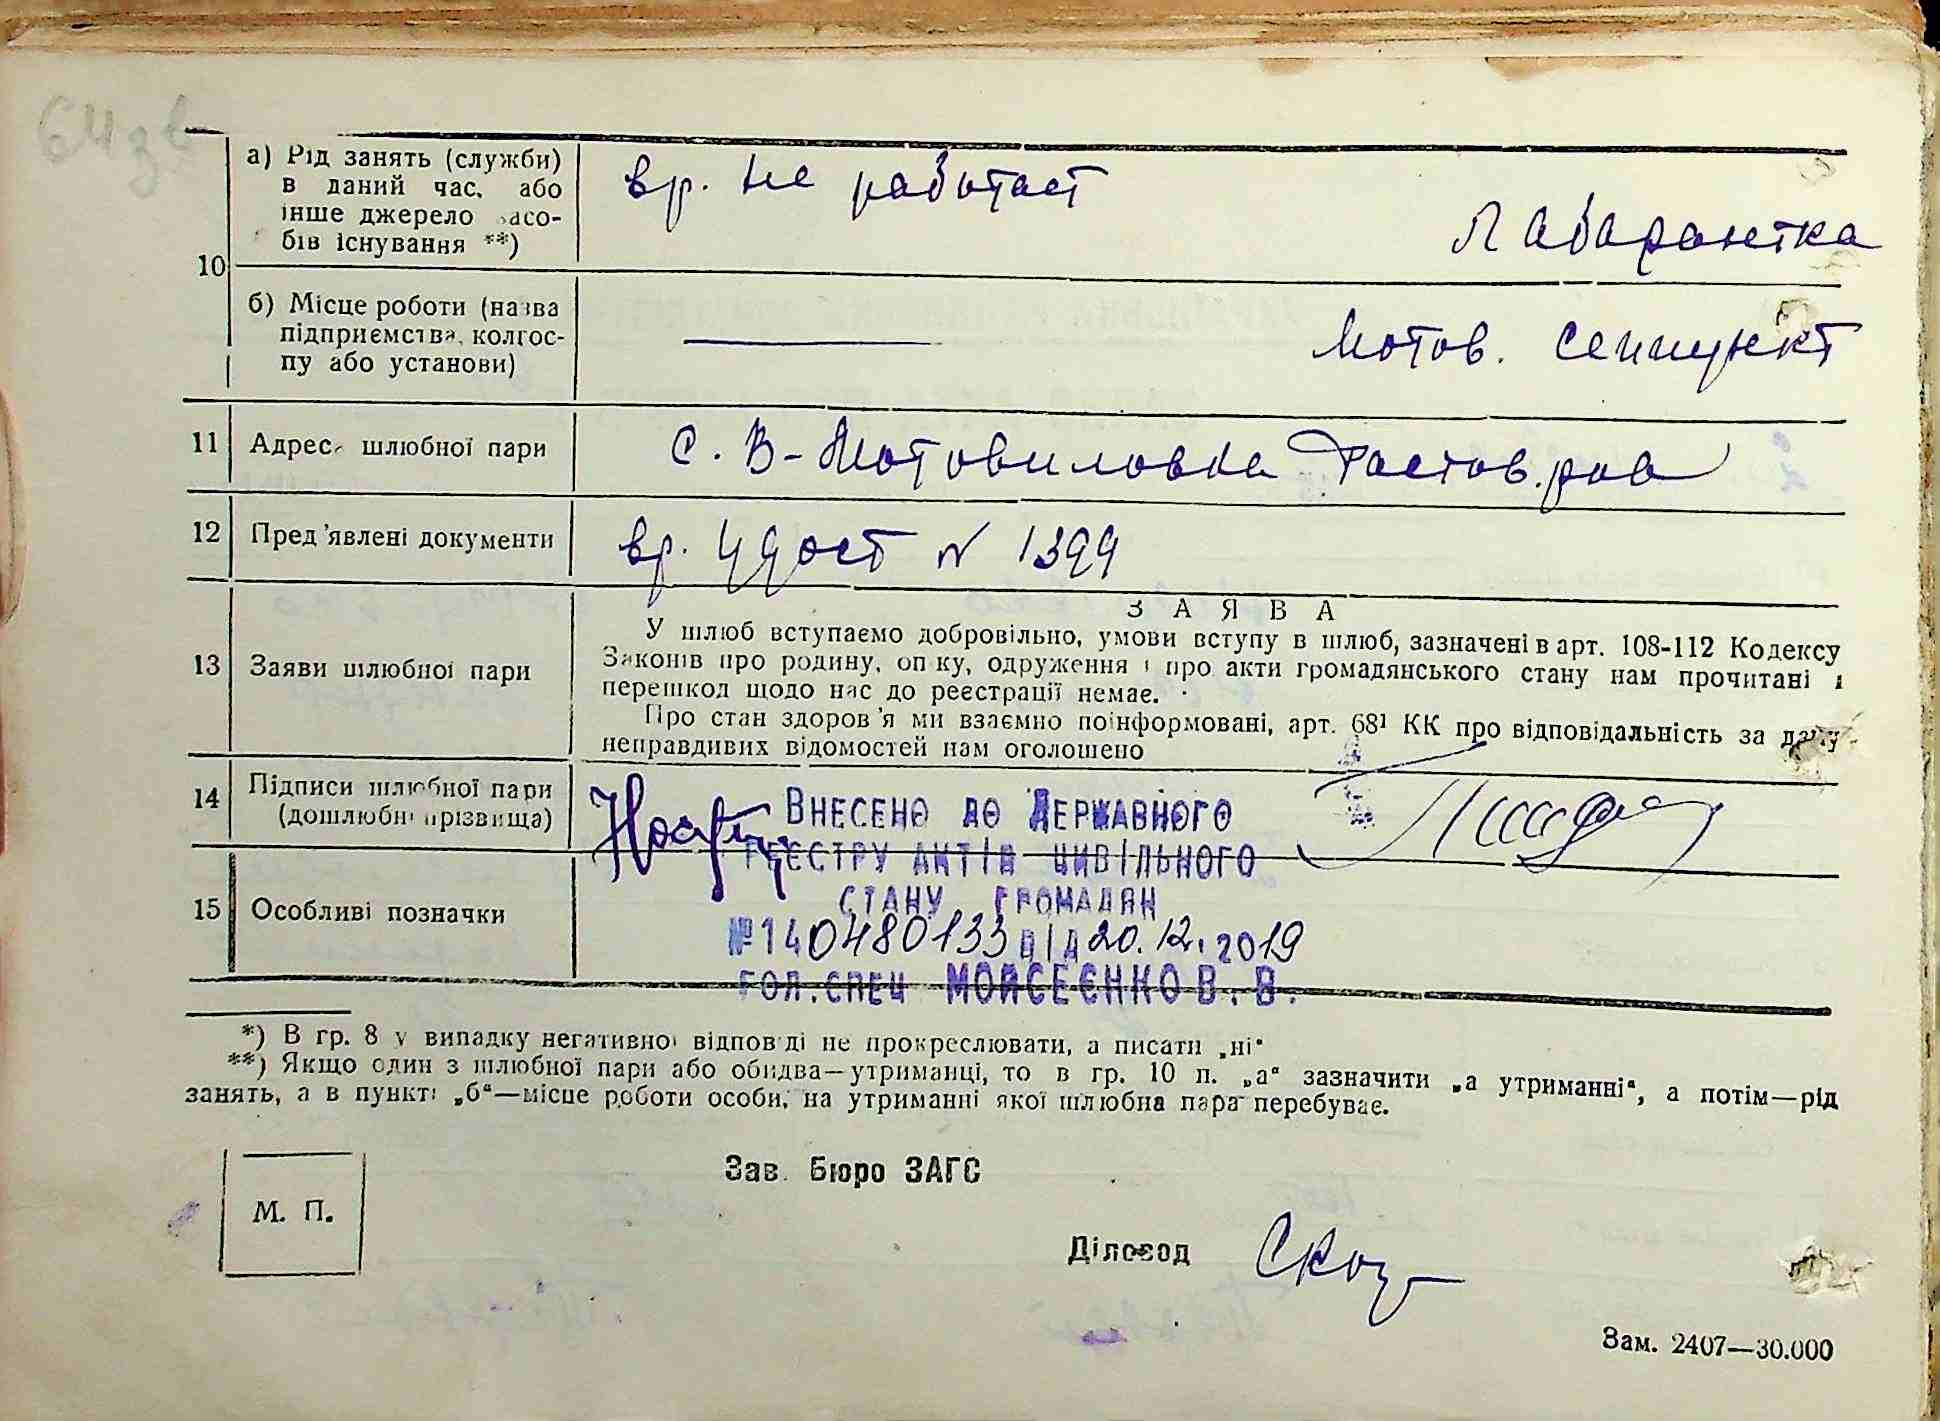 64 зв
а) Рід занять (служби)
в даний час, або
інше джерело засо-
бів існування **)
вр. не работает
Лабарантка
10
б) Місце роботи (назва
підприємства, колгос-
пу або установи)
Мотов. сеппункт
11 Адреса шлюбної пари
С. В-Мотовиловка Фастов. р-на
12 Пред'явлені документи
вр. удост N 1399
ЗАЯВА
13 Заяви шлюбної пари
У шлюб вступаємо добровільно, умови вступу в шлюб, зазначені в арт. 108-112 Кодексу
Законів про родину, опіку, одруження і про акти громадянського стану нам прочитані і
перешкод щодо нас до реєстрації немає.
Про стан здоров'я ми взаємно поінформовані, арт. 68¹ КК про відповідальність за дачу
неправдивих відомостей нам оголошено
14 Підписи шлюбної пари
(дошлюбні прізвища)
ВНЕСЕНО ДО ДЕРЖАВНОГО
РЕЄСТРУ АКТІВ ЦИВІЛЬНОГО
СТАНУ ГРОМАДЯН
15 Особливі позначки
№ 140480133 від 20.12.2019
ГОЛ.СПЕЦ МОЙСЕЄНКО В. В.
*) В гр. 8 у випадку негативної відповіді не прокреслювати, а писати „ні“
**) Якщо один з шлюбної пари або обидва—утриманці, то в гр. 10 п. „а“ зазначити „а утриманні“, а потім—рід
занять, а в пункті „б“—місце роботи особи, на утриманні якої шлюбна пара перебуває.
Зав. Бюро ЗАГС
М. П.
Діловод
Зам. 2407—30.000